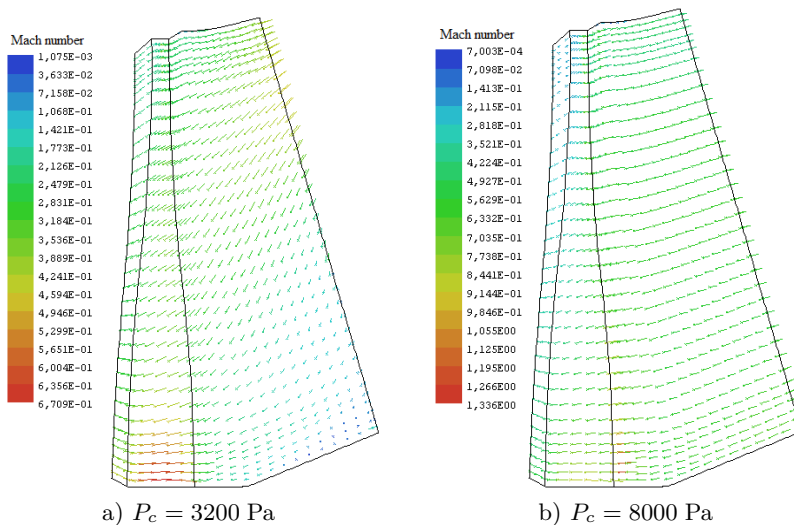 Mach number
1,075E-03
3,633E-02
7,158E-02
1,068E-01
1,421E-01
1,773E-01
2,126E-01
2,479E-01
2,831E-01
3,184E-01
3,536E-01
3,889E-01
4,241E-01
4,594E-01
4,946E-01
5,299E-01
5,651E-01
6,004E-01
6,356E-01
6,709E-01
a) P_c = 3200 Pa
Mach number
7,003E-04
7,098E-02
1,413E-01
2,115E-01
2,818E-01
3,521E-01
4,224E-01
4,927E-01
5,629E-01
6,332E-01
7,035E-01
7,738E-01
8,441E-01
9,144E-01
9,846E-01
1,055E00
1,125E00
1,195E00
1,266E00
1,336E00
b) P_c = 8000 Pa